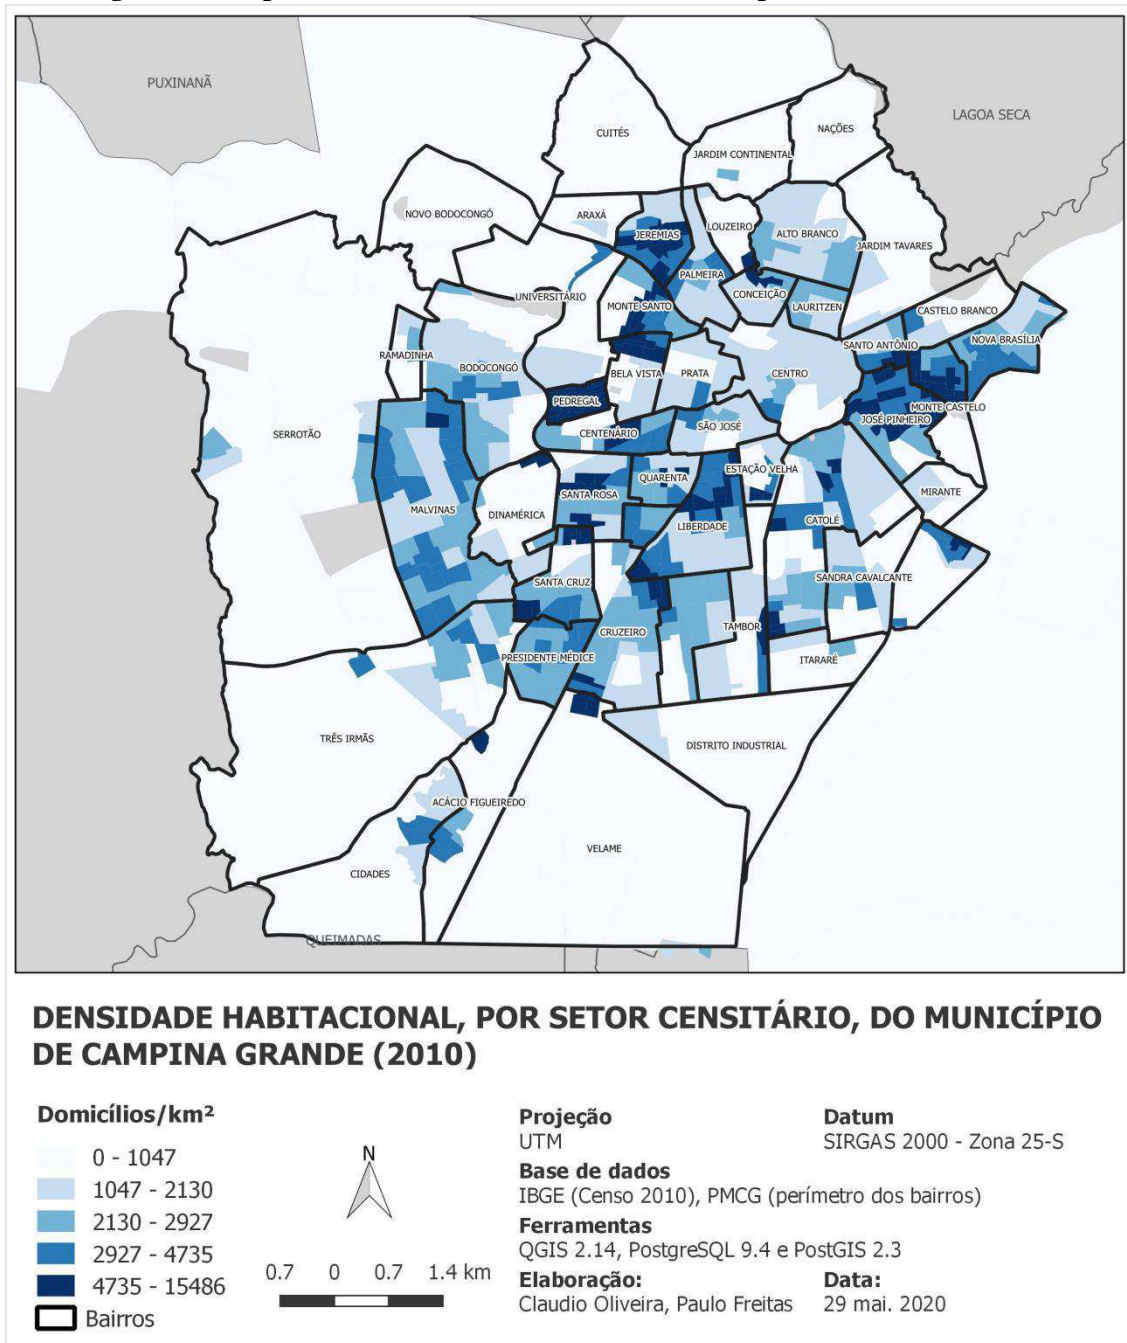 PUXINANÃ
LAGOA SECA
CUITÉS
NAÇÕES
JARDIM CONTINENTAL
NOVO BODOCONGÓ
ARAXÁ
LOUZEIRO
JEREMIAS
ALTO BRANCO
JARDIM TAVARES
PALMEIRA
UNIVERSITÁRIO
CONCEIÇÃO
MONTE SANTO
LAURITZEN
CASTELO BRANCO
NOVA BRASÍLIA
SANTO ANTÔNIO
RAMADINHA
BODOCONGÓ
BELA VISTA
PRATA
CENTRO
PEDREGAL
MONTE CASTELO
JOSÉ PINHEIRO
SERROTÃO
CENTENÁRIO
SÃO JOSÉ
ESTAÇÃO VELHA
QUARENTA
MIRANTE
SANTA ROSA
MALVINAS
DINAMÉRICA
LIBERDADE
CATOLÉ
SANTA CRUZ
SANDRA CAVALCANTE
TAMBOR
CRUZEIRO
PRESIDENTE MÉDICE
ITARARÉ
TRÊS IRMÃS
DISTRITO INDUSTRIAL
ACÁCIO FIGUEIREDO
VELAME
CIDADES
QUEIMADAS
DENSIDADE HABITACIONAL, POR SETOR CENSITÁRIO, DO MUNICÍPIO
DE CAMPINA GRANDE (2010)
Domicílios/km²
0 - 1047
1047 - 2130
2130 - 2927
2927 - 4735
4735 - 15486
Bairros
N
0.7 0 0.7 1.4 km
Projeção
UTM
Datum
SIRGAS 2000 - Zona 25-S
Base de dados
IBGE (Censo 2010), PMCG (perímetro dos bairros)
Ferramentas
QGIS 2.14, PostgreSQL 9.4 e PostGIS 2.3
Elaboração:
Claudio Oliveira, Paulo Freitas
Data:
29 mai. 2020